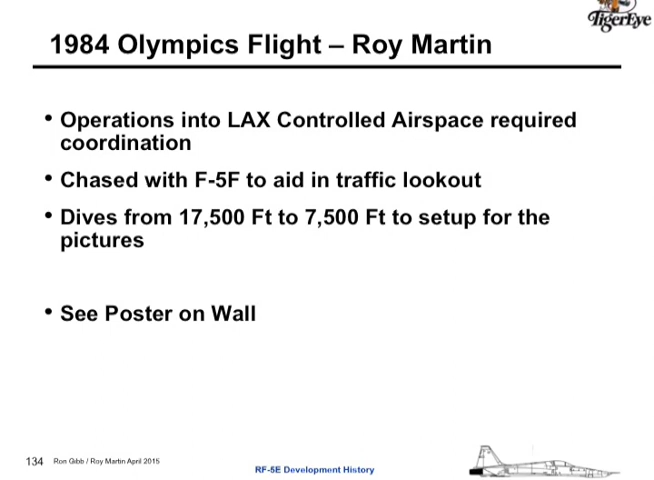 TigerEye
1984 Olympics Flight – Roy Martin
• Operations into LAX Controlled Airspace required
coordination
• Chased with F-5F to aid in traffic lookout
• Dives from 17,500 Ft to 7,500 Ft to setup for the
pictures
• See Poster on Wall
134 Ron Gibb / Roy Martin April 2015
RF-5E Development History